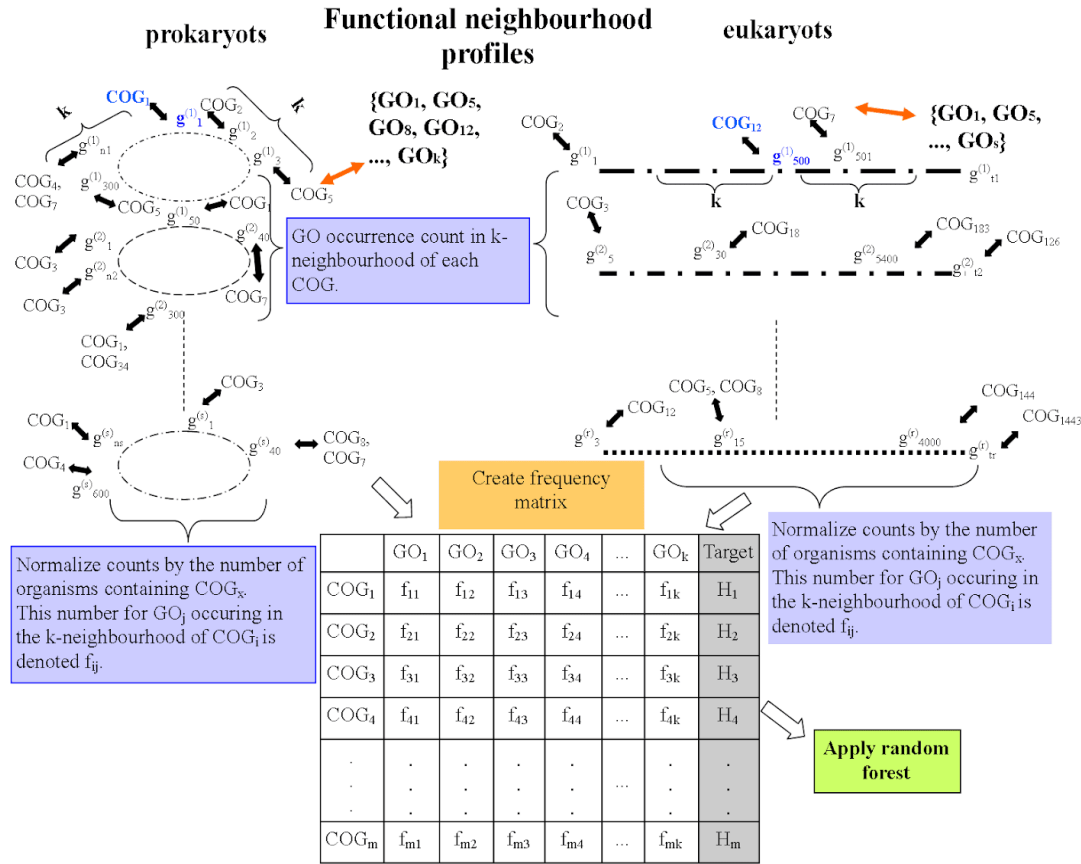 Functional neighbourhood
profiles
prokaryots
eukaryots
COG₁
g⁽¹⁾₁
COG₂
g⁽¹⁾₂
k
k
g⁽¹⁾n1
g⁽¹⁾₃
COG₄,
COG₇
g⁽¹⁾₃₀₀
COG₅
g⁽¹⁾₅₀
COG₁
COG₅
{GO₁, GO₅,
GO₈, GO₁₂,
..., GOₖ}
g⁽²⁾₁
COG₃
g⁽²⁾n2
COG₃
g⁽²⁾₄₀
COG₇
g⁽²⁾₃₀₀
COG₁,
COG₃₄
GO occurrence count in k-
neighbourhood of each
COG.
COG₂
g⁽¹⁾₁
COG₁₂
g⁽¹⁾₅₀₀
COG₇
g⁽¹⁾₅₀₁
{GO₁, GO₅,
..., GOₛ}
g⁽¹⁾t1
k
k
COG₃
g⁽²⁾₅
COG₁₈
g⁽²⁾₃₀
COG₁₈₃
g⁽²⁾₅₄₀₀
COG₁₂₆
g⁽²⁾t2
COG₃
COG₁
g⁽ˢ⁾ns
g⁽ˢ⁾₁
g⁽ˢ⁾₄₀
COG₈,
COG₇
COG₄
g⁽ˢ⁾₆₀₀
COG₁₂
g⁽ʳ⁾₃
COG₅, COG₈
g⁽ʳ⁾₁₅
COG₁₄₄
COG₁₄₄₃
g⁽ʳ⁾₄₀₀₀
g⁽ʳ⁾tr
Create frequency
matrix
Normalize counts by the number of
organisms containing COGₓ.
This number for GOⱼ occuring in
the k-neighbourhood of COGᵢ is
denoted fᵢⱼ.
Normalize counts by the number
of organisms containing COGₓ.
This number for GOⱼ occuring in
the k-neighbourhood of COGᵢ is
denoted fᵢⱼ.
GO₁ GO₂ GO₃ GO₄ ... GOₖ Target
COG₁ f₁₁ f₁₂ f₁₃ f₁₄ ... f₁ₖ H₁
COG₂ f₂₁ f₂₂ f₂₃ f₂₄ ... f₂ₖ H₂
COG₃ f₃₁ f₃₂ f₃₃ f₃₄ ... f₃ₖ H₃
COG₄ f₄₁ f₄₂ f₄₃ f₄₄ ... f₄ₖ H₄
. . . . . . .
. . . . . ... . .
. . . . . . .
COGₘ fₘ₁ fₘ₂ fₘ₃ fₘ₄ ... fₘₖ Hₘ
Apply random
forest